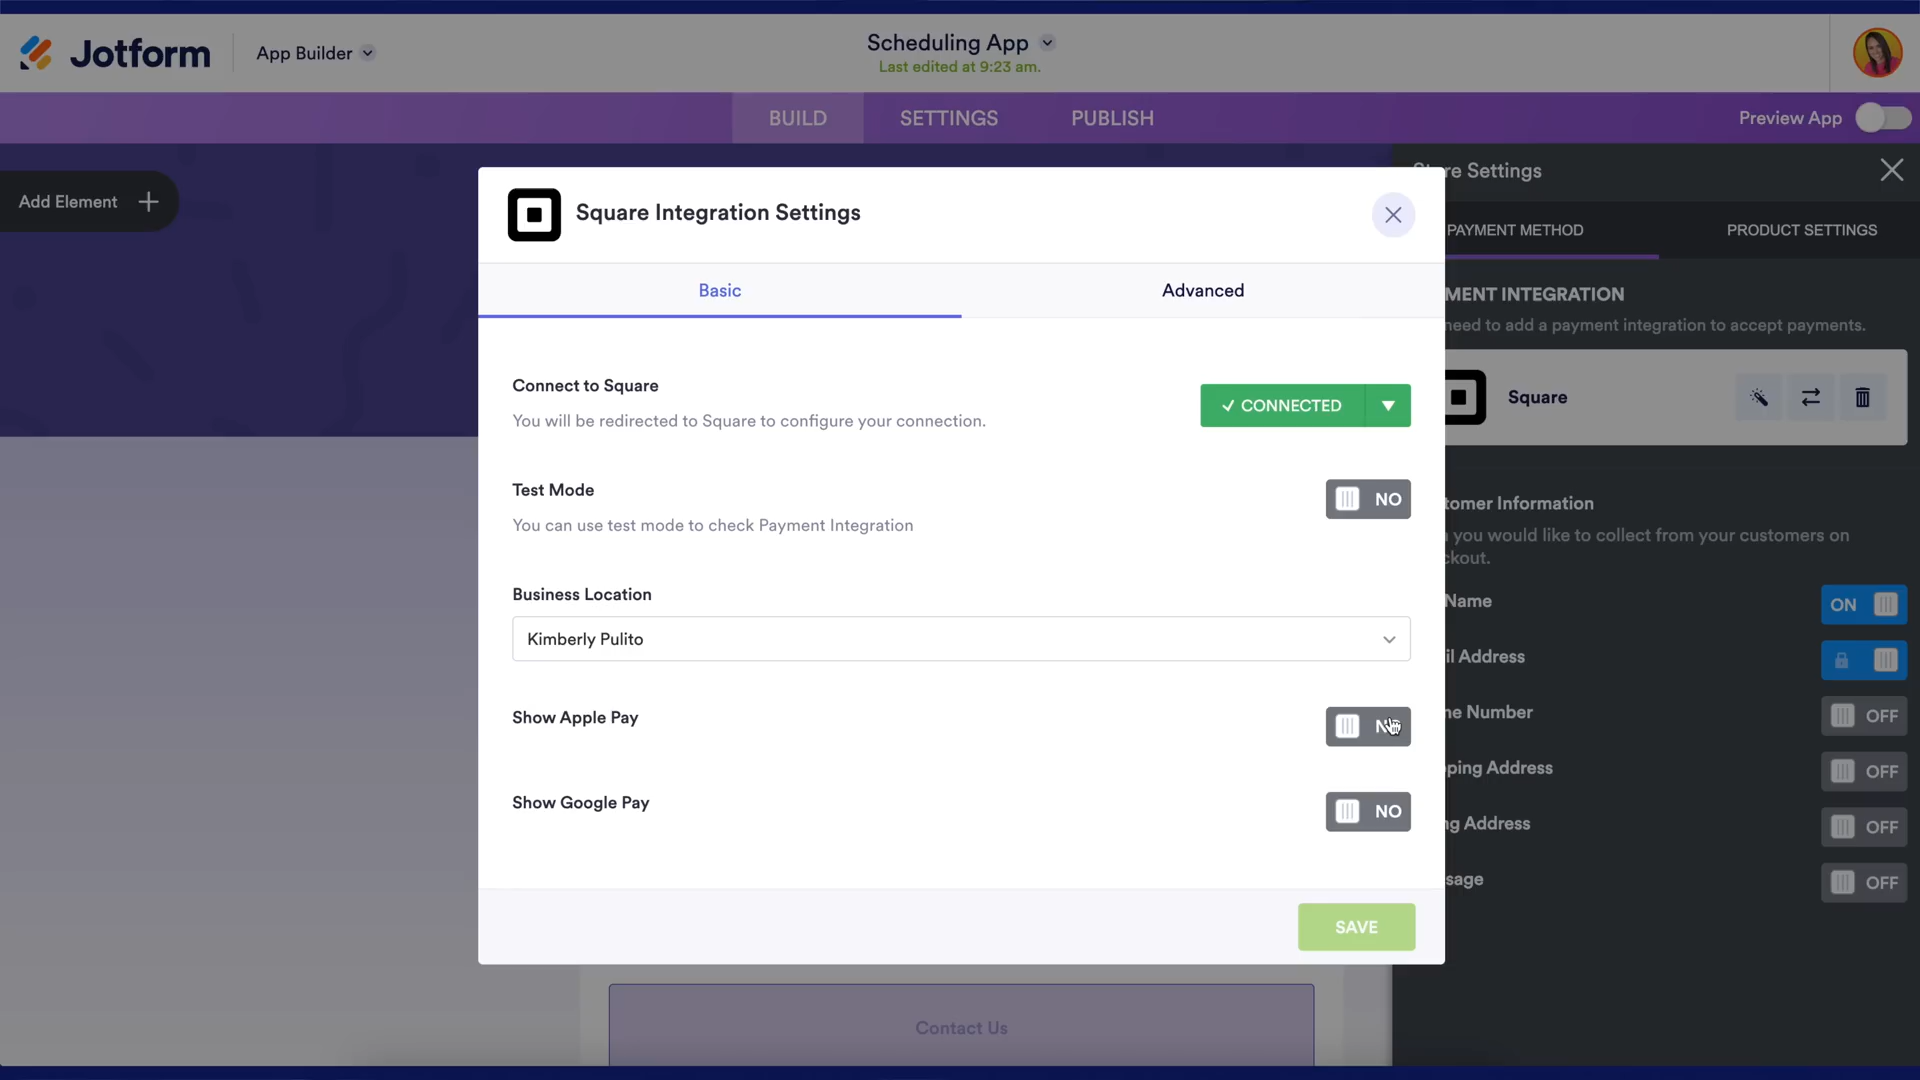 Jotform
App Builder
Scheduling App
Last edited at 9:23 am.
BUILD
SETTINGS
PUBLISH
Preview App
Add Element
Square Integration Settings
Basic
Advanced
Connect to Square
You will be redirected to Square to configure your connection.
CONNECTED
Test Mode
You can use test mode to check Payment Integration
NO
Business Location
Kimberly Pulito
Show Apple Pay
Show Google Pay
NO
SAVE
Contact Us
Store Settings
PAYMENT METHOD
PRODUCT SETTINGS
MENT INTEGRATION
need to add a payment integration to accept payments.
Square
tomer Information
you would like to collect from your customers on
ckout.
Name
ON
il Address
ne Number
OFF
ping Address
OFF
ng Address
OFF
sage
OFF